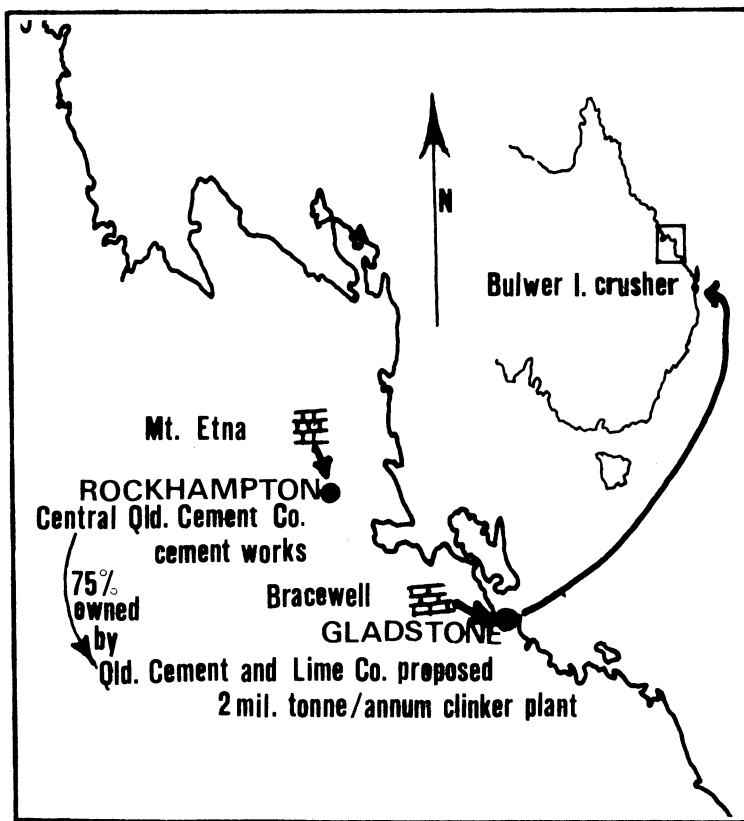 N
Bulwer I. crusher
Mt. Etna
ROCKHAMPTON
Central Qld. Cement Co.
cement works
75%
owned
by
Bracewell
GLADSTONE
Qld. Cement and Lime Co. proposed
2 mil. tonne/annum clinker plant